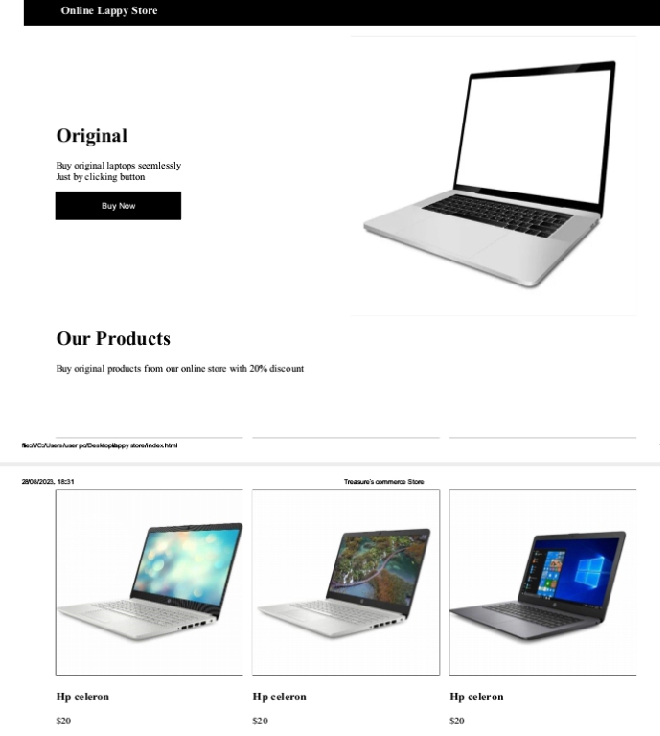 Online Lappy Store
Original
Buy original laptops seemlessly
Just by clicking button
Buy Now
Our Products
Buy original products from our online store with 20% discount
file:///C:/Users/user pc/Desktop/lappy store/index.html
28/08/2023, 18:31 Treasure's commerce Store
Hp celeron Hp celeron Hp celeron
$20 $20 $20